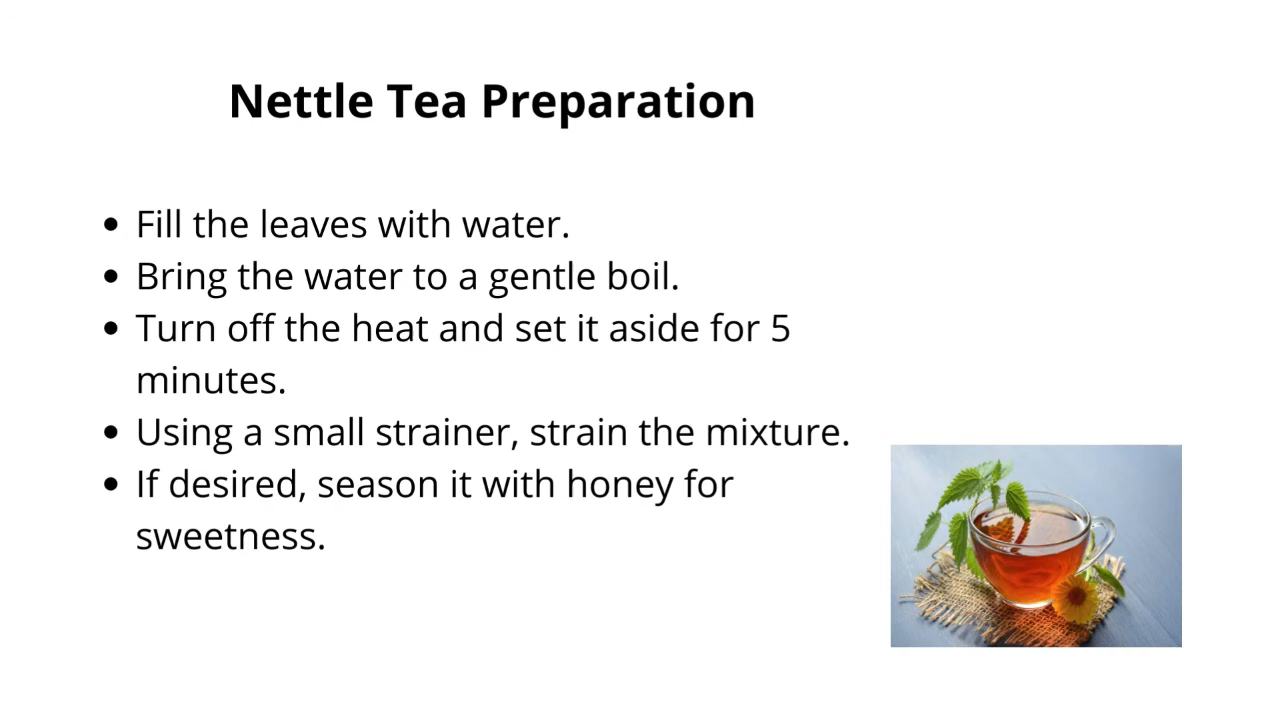 Nettle Tea Preparation
• Fill the leaves with water.
• Bring the water to a gentle boil.
• Turn off the heat and set it aside for 5
minutes.
• Using a small strainer, strain the mixture.
• If desired, season it with honey for
sweetness.